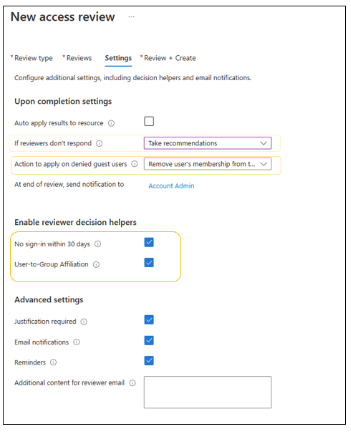 New access review ...
* Review type * Reviews Settings * Review + Create
Configure additional settings, including decision helpers and email notifications.
Upon completion settings
Auto apply results to resource
If reviewers don't respond Take recommendations
Action to apply on denied guest users Remove user's membership from t...
At end of review, send notification to Account Admin
Enable reviewer decision helpers
No sign-in within 30 days
User-to-Group Affiliation
Advanced settings
Justification required
Email notifications
Reminders
Additional content for reviewer email